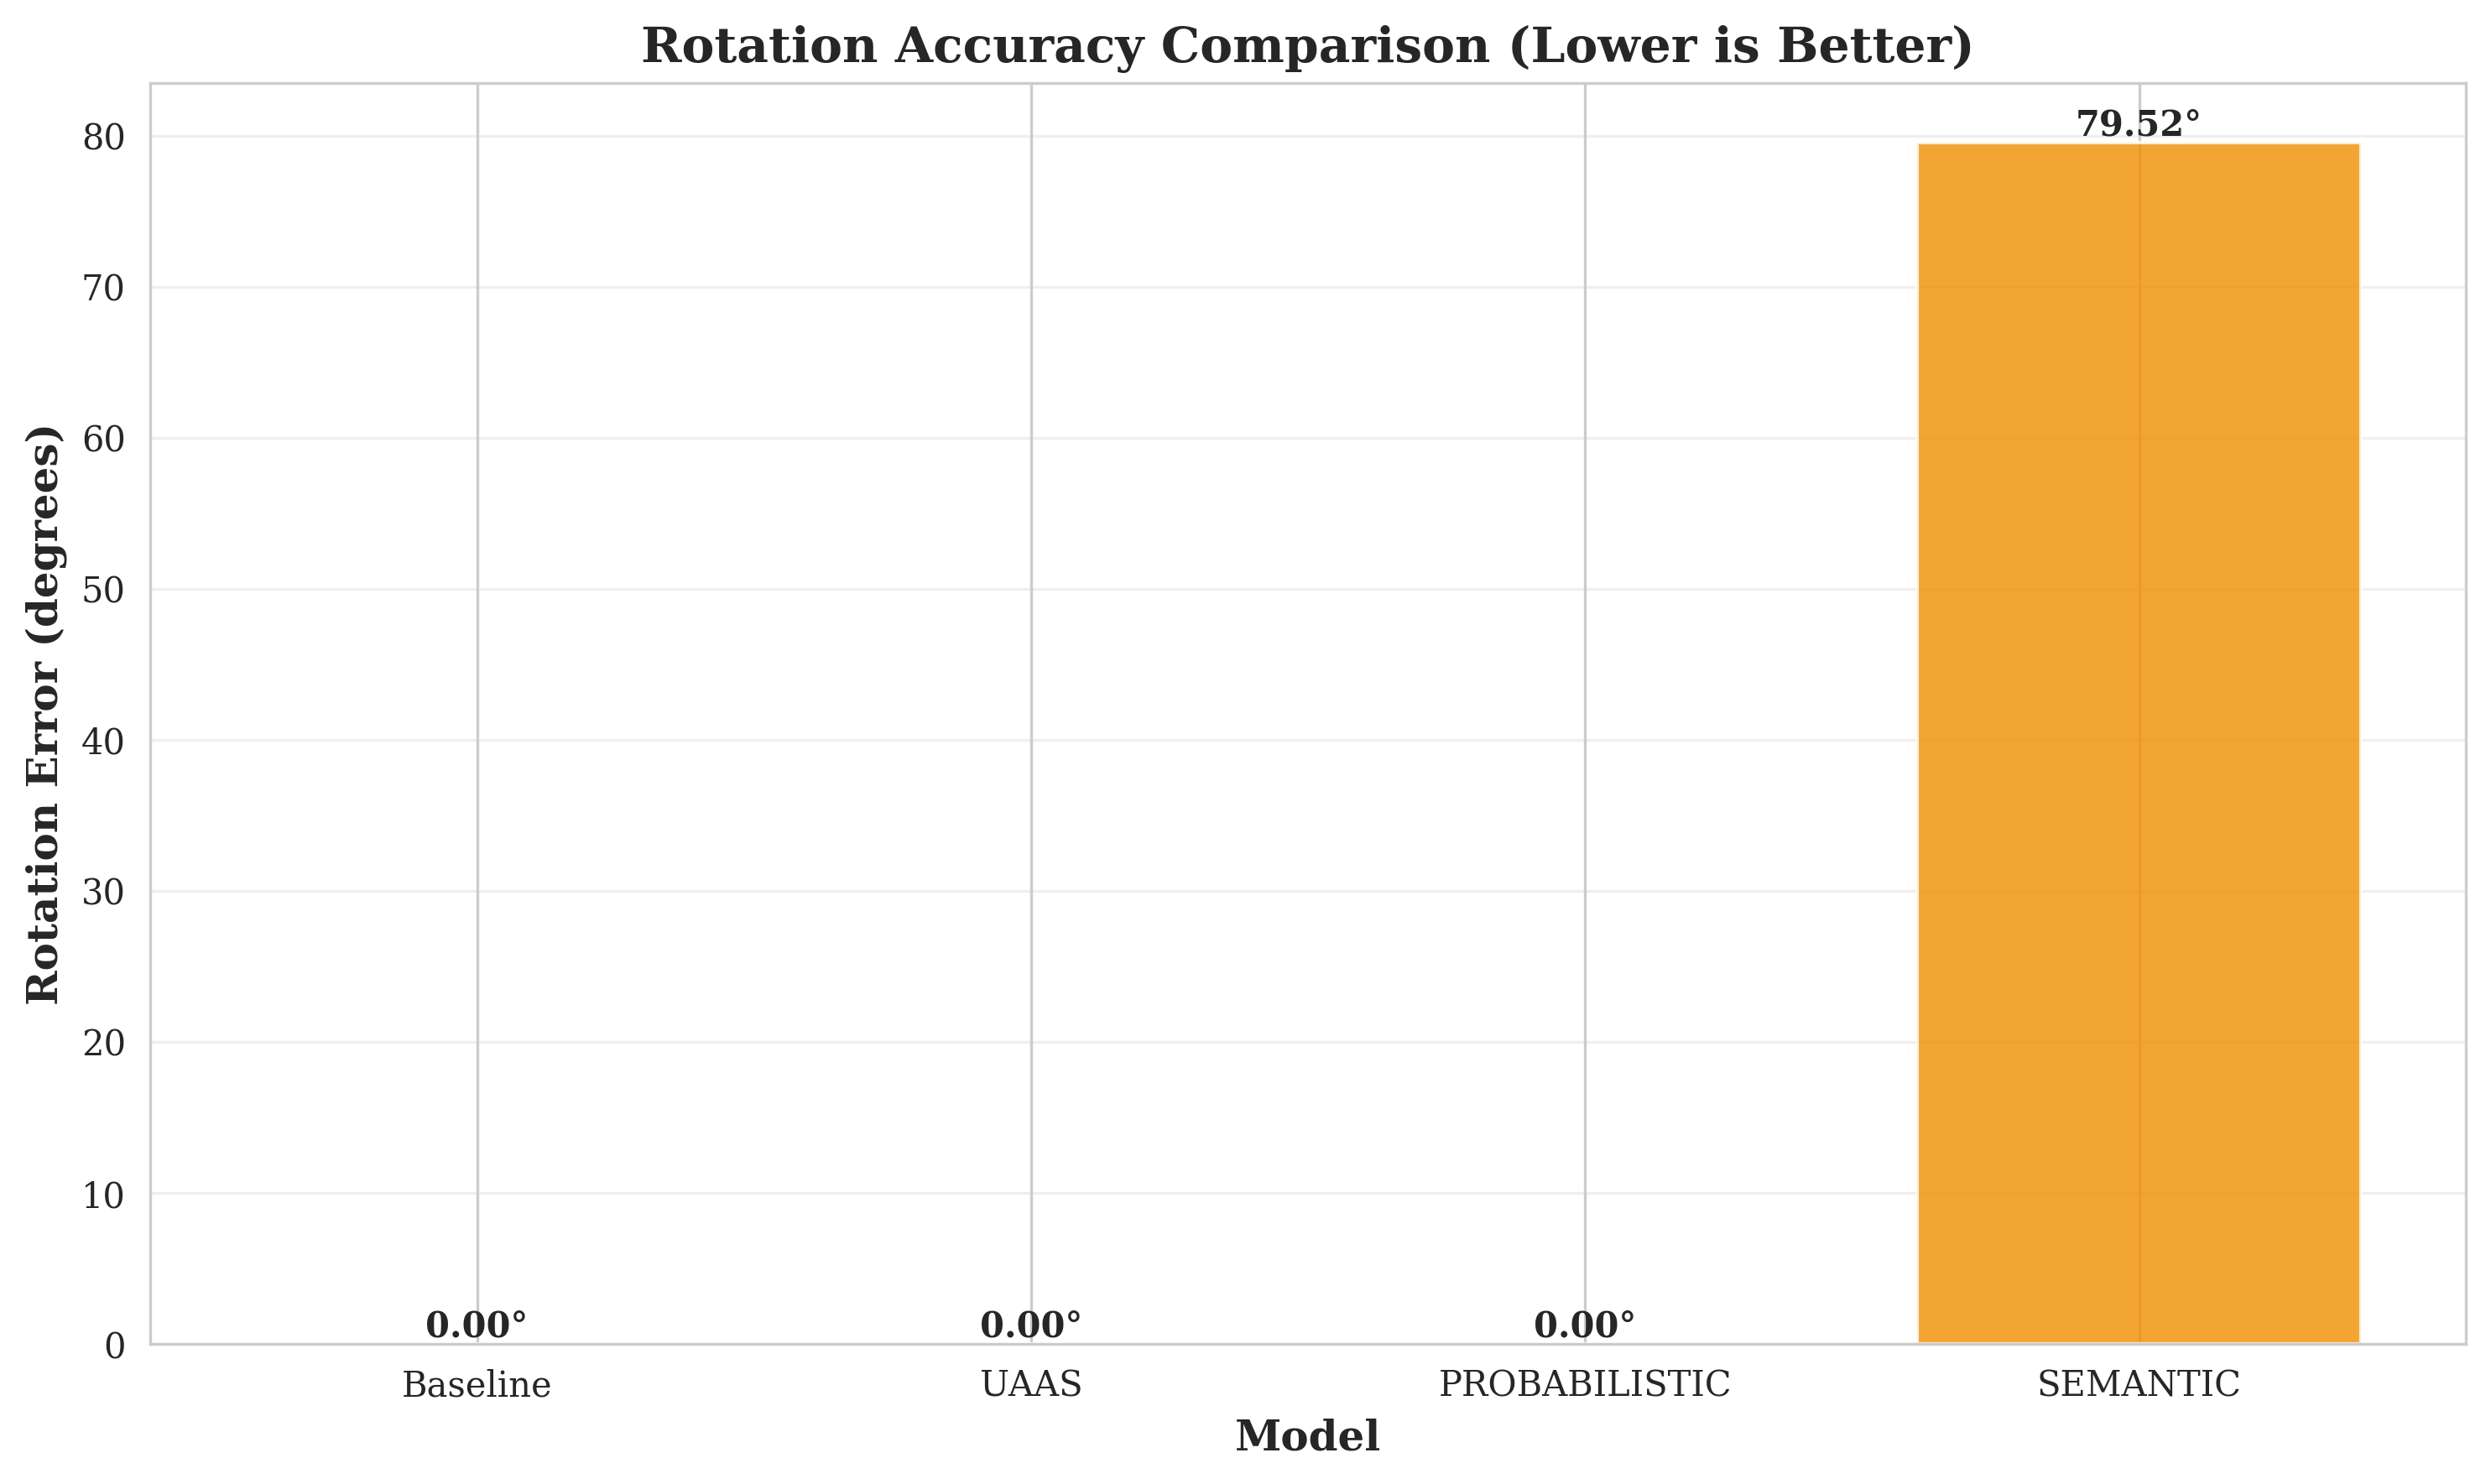 Rotation Accuracy Comparison (Lower is Better)
Rotation Error (degrees)
80
70
60
50
40
30
20
10
0
0.00°
0.00°
0.00°
79.52°
Baseline
UAAS
PROBABILISTIC
SEMANTIC
Model